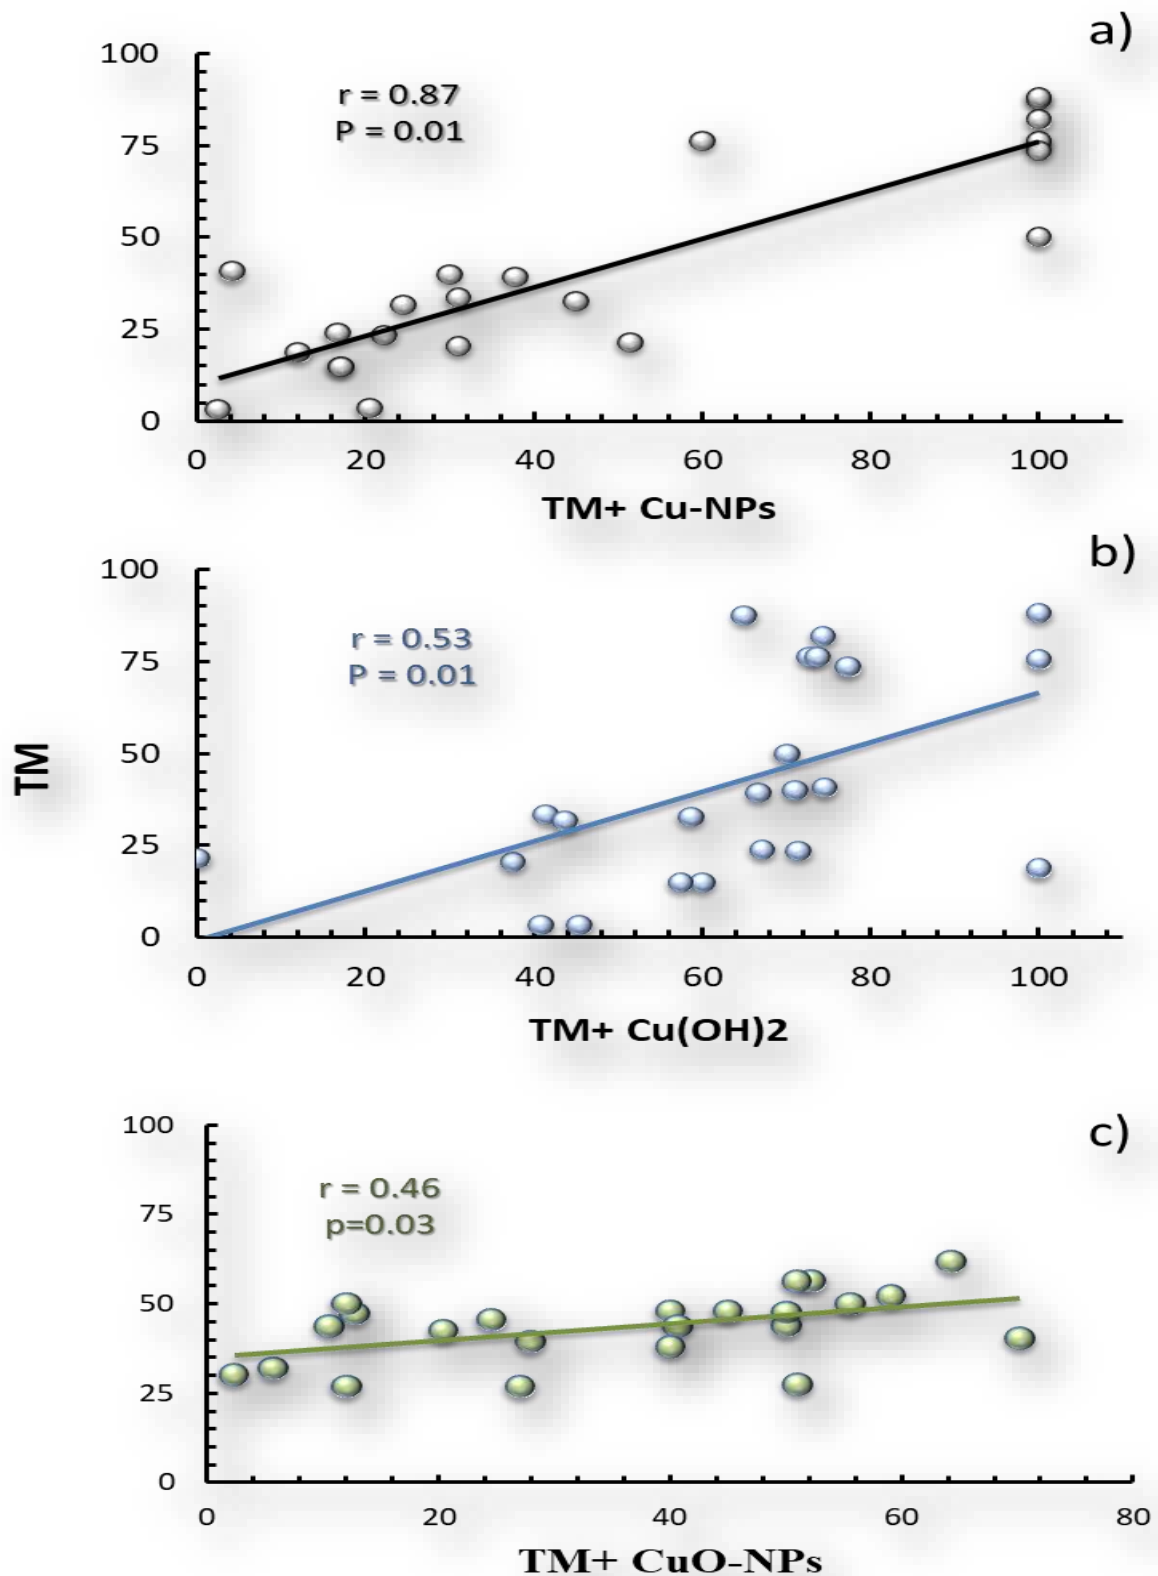 a)
100
r = 0.87
P = 0.01
75
50
25
0
0 20 40 60 80 100
TM+ Cu-NPs
b)
100
r = 0.53
P = 0.01
75
TM
50
25
0
0 20 40 60 80 100
TM+ Cu(OH)2
c)
100
r = 0.46
p=0.03
75
50
25
0
0 20 40 60 80
TM+ CuO-NPs